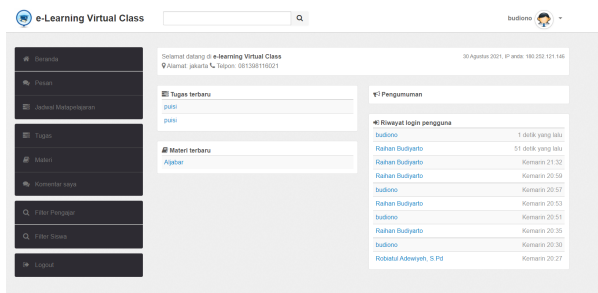 e-Learning Virtual Class
budiono
Beranda
Pesan
Jadwal Matapelajaran
Tugas
Materi
Komentar saya
Filter Pengajar
Filter Siswa
Logout
Selamat datang di e-learning Virtual Class
30 Agustus 2021, IP anda: 180.252.121.146
Alamat: jakarta Telpon: 081398116021
Tugas terbaru
puisi
puisi
Materi terbaru
Aljabar
Pengumuman
Riwayat login pengguna
budiono 1 detik yang lalu
Raihan Budiyarto 51 detik yang lalu
Raihan Budiyarto Kemarin 21:32
Raihan Budiyarto Kemarin 20:59
budiono Kemarin 20:57
Raihan Budiyarto Kemarin 20:53
budiono Kemarin 20:51
Raihan Budiyarto Kemarin 20:35
budiono Kemarin 20:30
Robiatul Adewiyeh, S.Pd Kemarin 20:27